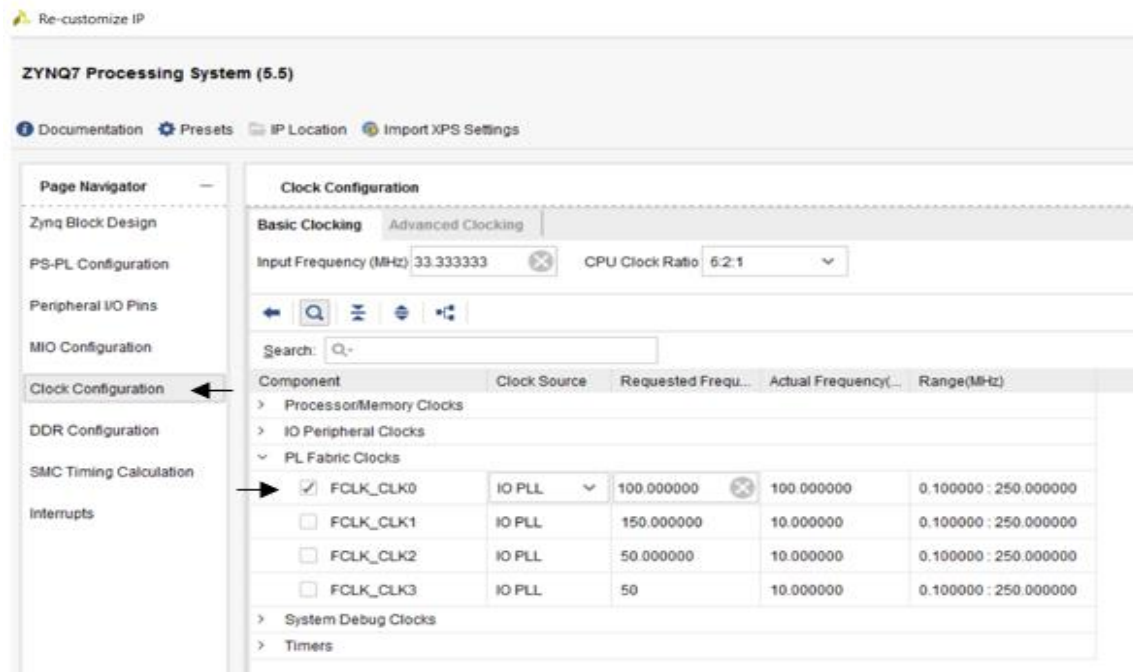 Re-customize IP
ZYNQ7 Processing System (5.5)
Documentation Presets IP Location Import XPS Settings
Page Navigator
Zynq Block Design
PS-PL Configuration
Peripheral I/O Pins
MIO Configuration
Clock Configuration
DDR Configuration
SMC Timing Calculation
Interrupts
Clock Configuration
Basic Clocking Advanced Clocking
Input Frequency (MHz) 33.333333 CPU Clock Ratio 6:2:1
Search:
Component Clock Source Requested Frequ... Actual Frequency(... Range(MHz)
Processor/Memory Clocks
IO Peripheral Clocks
PL Fabric Clocks
FCLK_CLK0 IO PLL 100.000000 100.000000 0.100000 : 250.000000
FCLK_CLK1 IO PLL 150.000000 10.000000 0.100000 : 250.000000
FCLK_CLK2 IO PLL 50.000000 10.000000 0.100000 : 250.000000
FCLK_CLK3 IO PLL 50 10.000000 0.100000 : 250.000000
System Debug Clocks
Timers